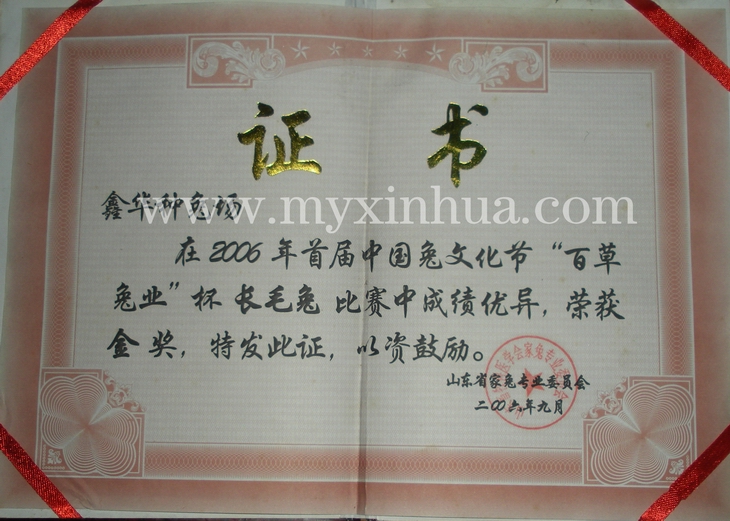 证 书
鑫华种兔场
www.myxinhua.com
在2006年首届中国兔文化节“百草
兔业”杯 长毛兔 比赛中成绩优异，荣获
金奖，特发此证，以资鼓励。
山东省家兔专业委员会
二00六年九月